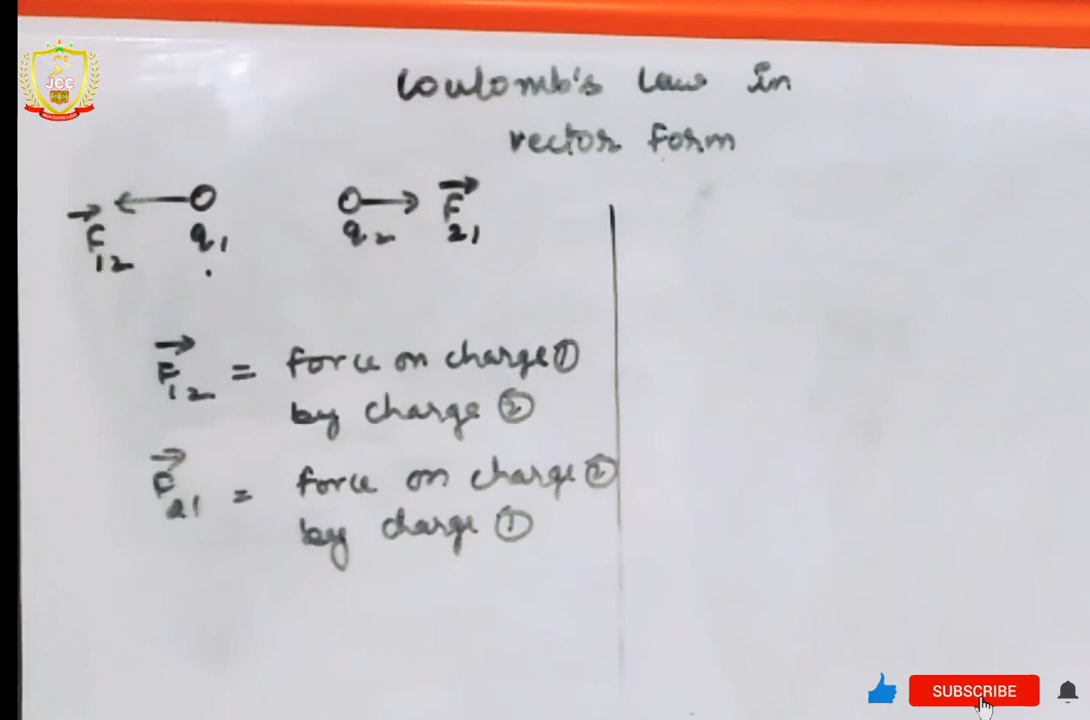 JCC
Coulomb's Law in
vector form
F₁₂ q₁ q₂ F₂₁
F₁₂ = force on charge ①
by charge ②
F₂₁ = force on charge ②
by charge ①
SUBSCRIBE